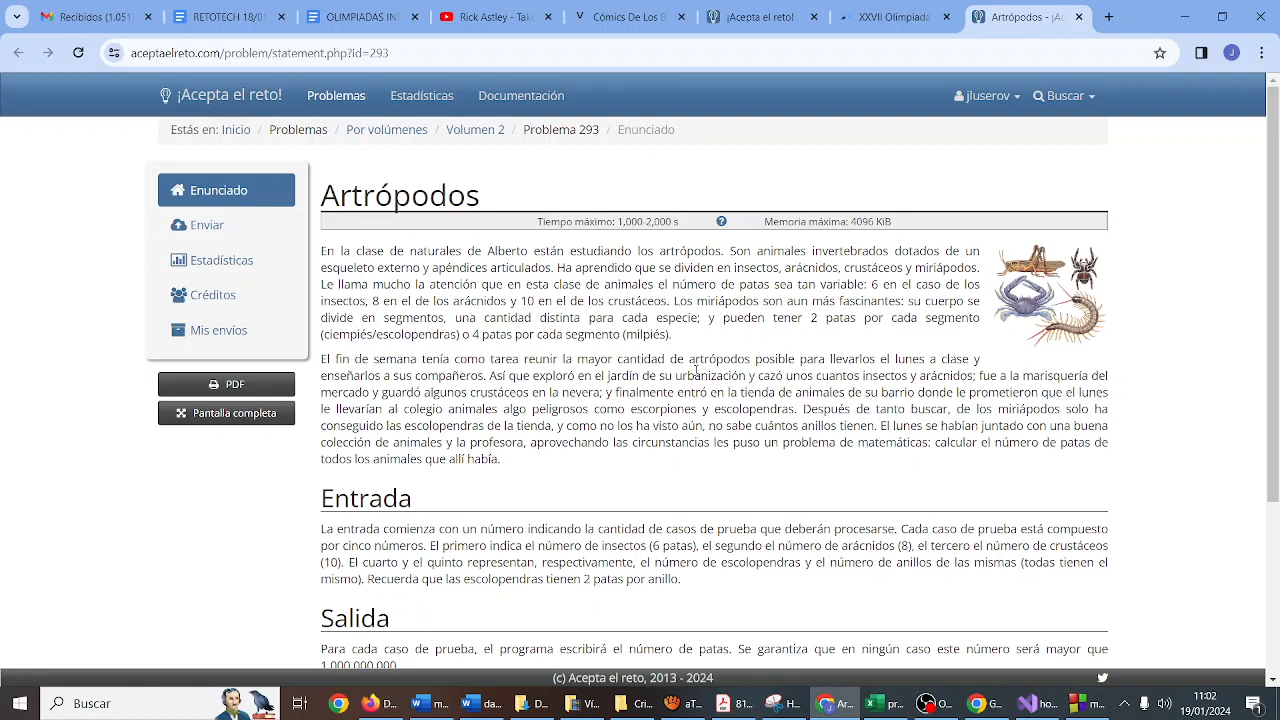 Recibidos (1.051)
RETOTECH 18/01
OLIMPIADAS IN
Rick Astley - Tak
Cómics De Los 8
¡Acepta el reto!
XXVII Olimpiada
Artrópodos - ¡Ac
aceptaelreto.com/problem/statement.php?id=293
J
¡Acepta el reto! Problemas Estadísticas Documentación jluserov Buscar
Estás en: Inicio / Problemas / Por volúmenes / Volumen 2 / Problema 293 / Enunciado
Enunciado
Enviar
Estadísticas
Créditos
Mis envíos
PDF
Pantalla completa
Artrópodos
Tiempo máximo: 1,000-2,000 s Memoria máxima: 4096 KiB
En la clase de naturales de Alberto están estudiando los artrópodos. Son animales invertebrados dotados de un
esqueleto externo y apéndices articulados. Ha aprendido que se dividen en insectos, arácnidos, crustáceos y miriápodos.
Le llama mucho la atención que en esta clase de animales el número de patas sea tan variable: 6 en el caso de los
insectos, 8 en el de los arácnidos y 10 en el de los crustáceos. Los miriápodos son aun más fascinantes: su cuerpo se
divide en segmentos, una cantidad distinta para cada especie; y pueden tener 2 patas por cada segmento
(ciempiés/escolopendras) o 4 patas por cada segmento (milpiés).
El fin de semana tenía como tarea reunir la mayor cantidad de artrópodos posible para llevarlos el lunes a clase y
enseñarlos a sus compañeros. Así que exploró en el jardín de su urbanización y cazó unos cuantos insectos y arácnidos; fue a la marisquería del
mercado y guardó algunos crustáceos en la nevera; y finalmente entró en la tienda de animales de su barrio donde le prometieron que el lunes
le llevarían al colegio animales algo peligrosos como escorpiones y escolopendras. Después de tanto buscar, de los miriápodos solo ha
conseguido las escolopendras de la tienda, y como no los ha visto aún, no sabe cuántos anillos tienen. El lunes se habían juntado con una buena
colección de animales y la profesora, aprovechando las circunstancias les puso un problema de matemáticas: calcular el número de patas de
todos los animales que allí había.
Entrada
La entrada comienza con un número indicando la cantidad de casos de prueba que deberán procesarse. Cada caso de prueba está compuesto
por cinco números. El primero indica el número de insectos (6 patas), el segundo el número de arácnidos (8), el tercero el número de crustáceos
(10). El cuarto y el quinto representan, respectivamente, el número de escolopendras y el número de anillos de las mismas (todas tienen el
mismo). Recuerda que las escolopendras tienen 2 patas por anillo.
Salida
Para cada caso de prueba, el programa escribirá el número de patas. Se garantiza que en ningún caso este número será mayor que
1.000.000.000.
(c) Acepta el reto, 2013 - 2024
Buscar
11:02
19/01/2024